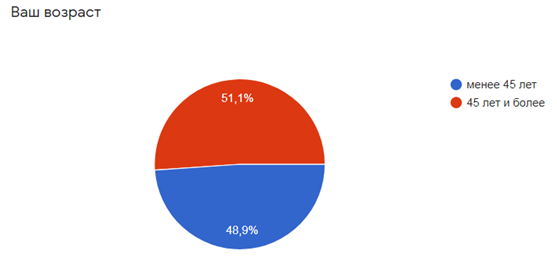 Ваш возраст
менее 45 лет
45 лет и более
51,1%
48,9%